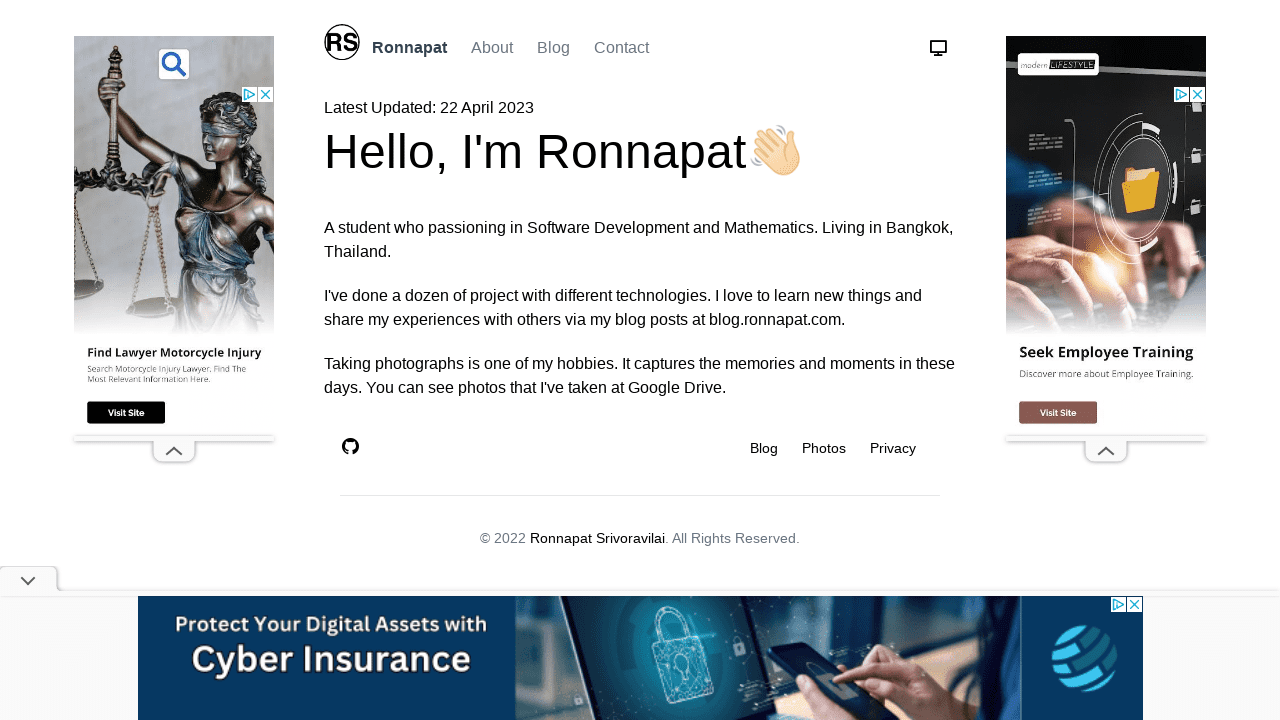 RS Ronnapat About Blog Contact
Latest Updated: 22 April 2023
Hello, I'm Ronnapat👋🏼
A student who passioning in Software Development and Mathematics. Living in Bangkok,
Thailand.
I've done a dozen of project with different technologies. I love to learn new things and
share my experiences with others via my blog posts at blog.ronnapat.com.
Taking photographs is one of my hobbies. It captures the memories and moments in these
days. You can see photos that I've taken at Google Drive.
Blog Photos Privacy
© 2022 Ronnapat Srivoravilai. All Rights Reserved.
Find Lawyer Motorcycle Injury
Search Motorcycle Injury Lawyer, Find The
Most Relevant Information Here.
Visit Site
modern LIFESTYLE
Seek Employee Training
Discover more about Employee Training.
Visit Site
Protect Your Digital Assets with
Cyber Insurance